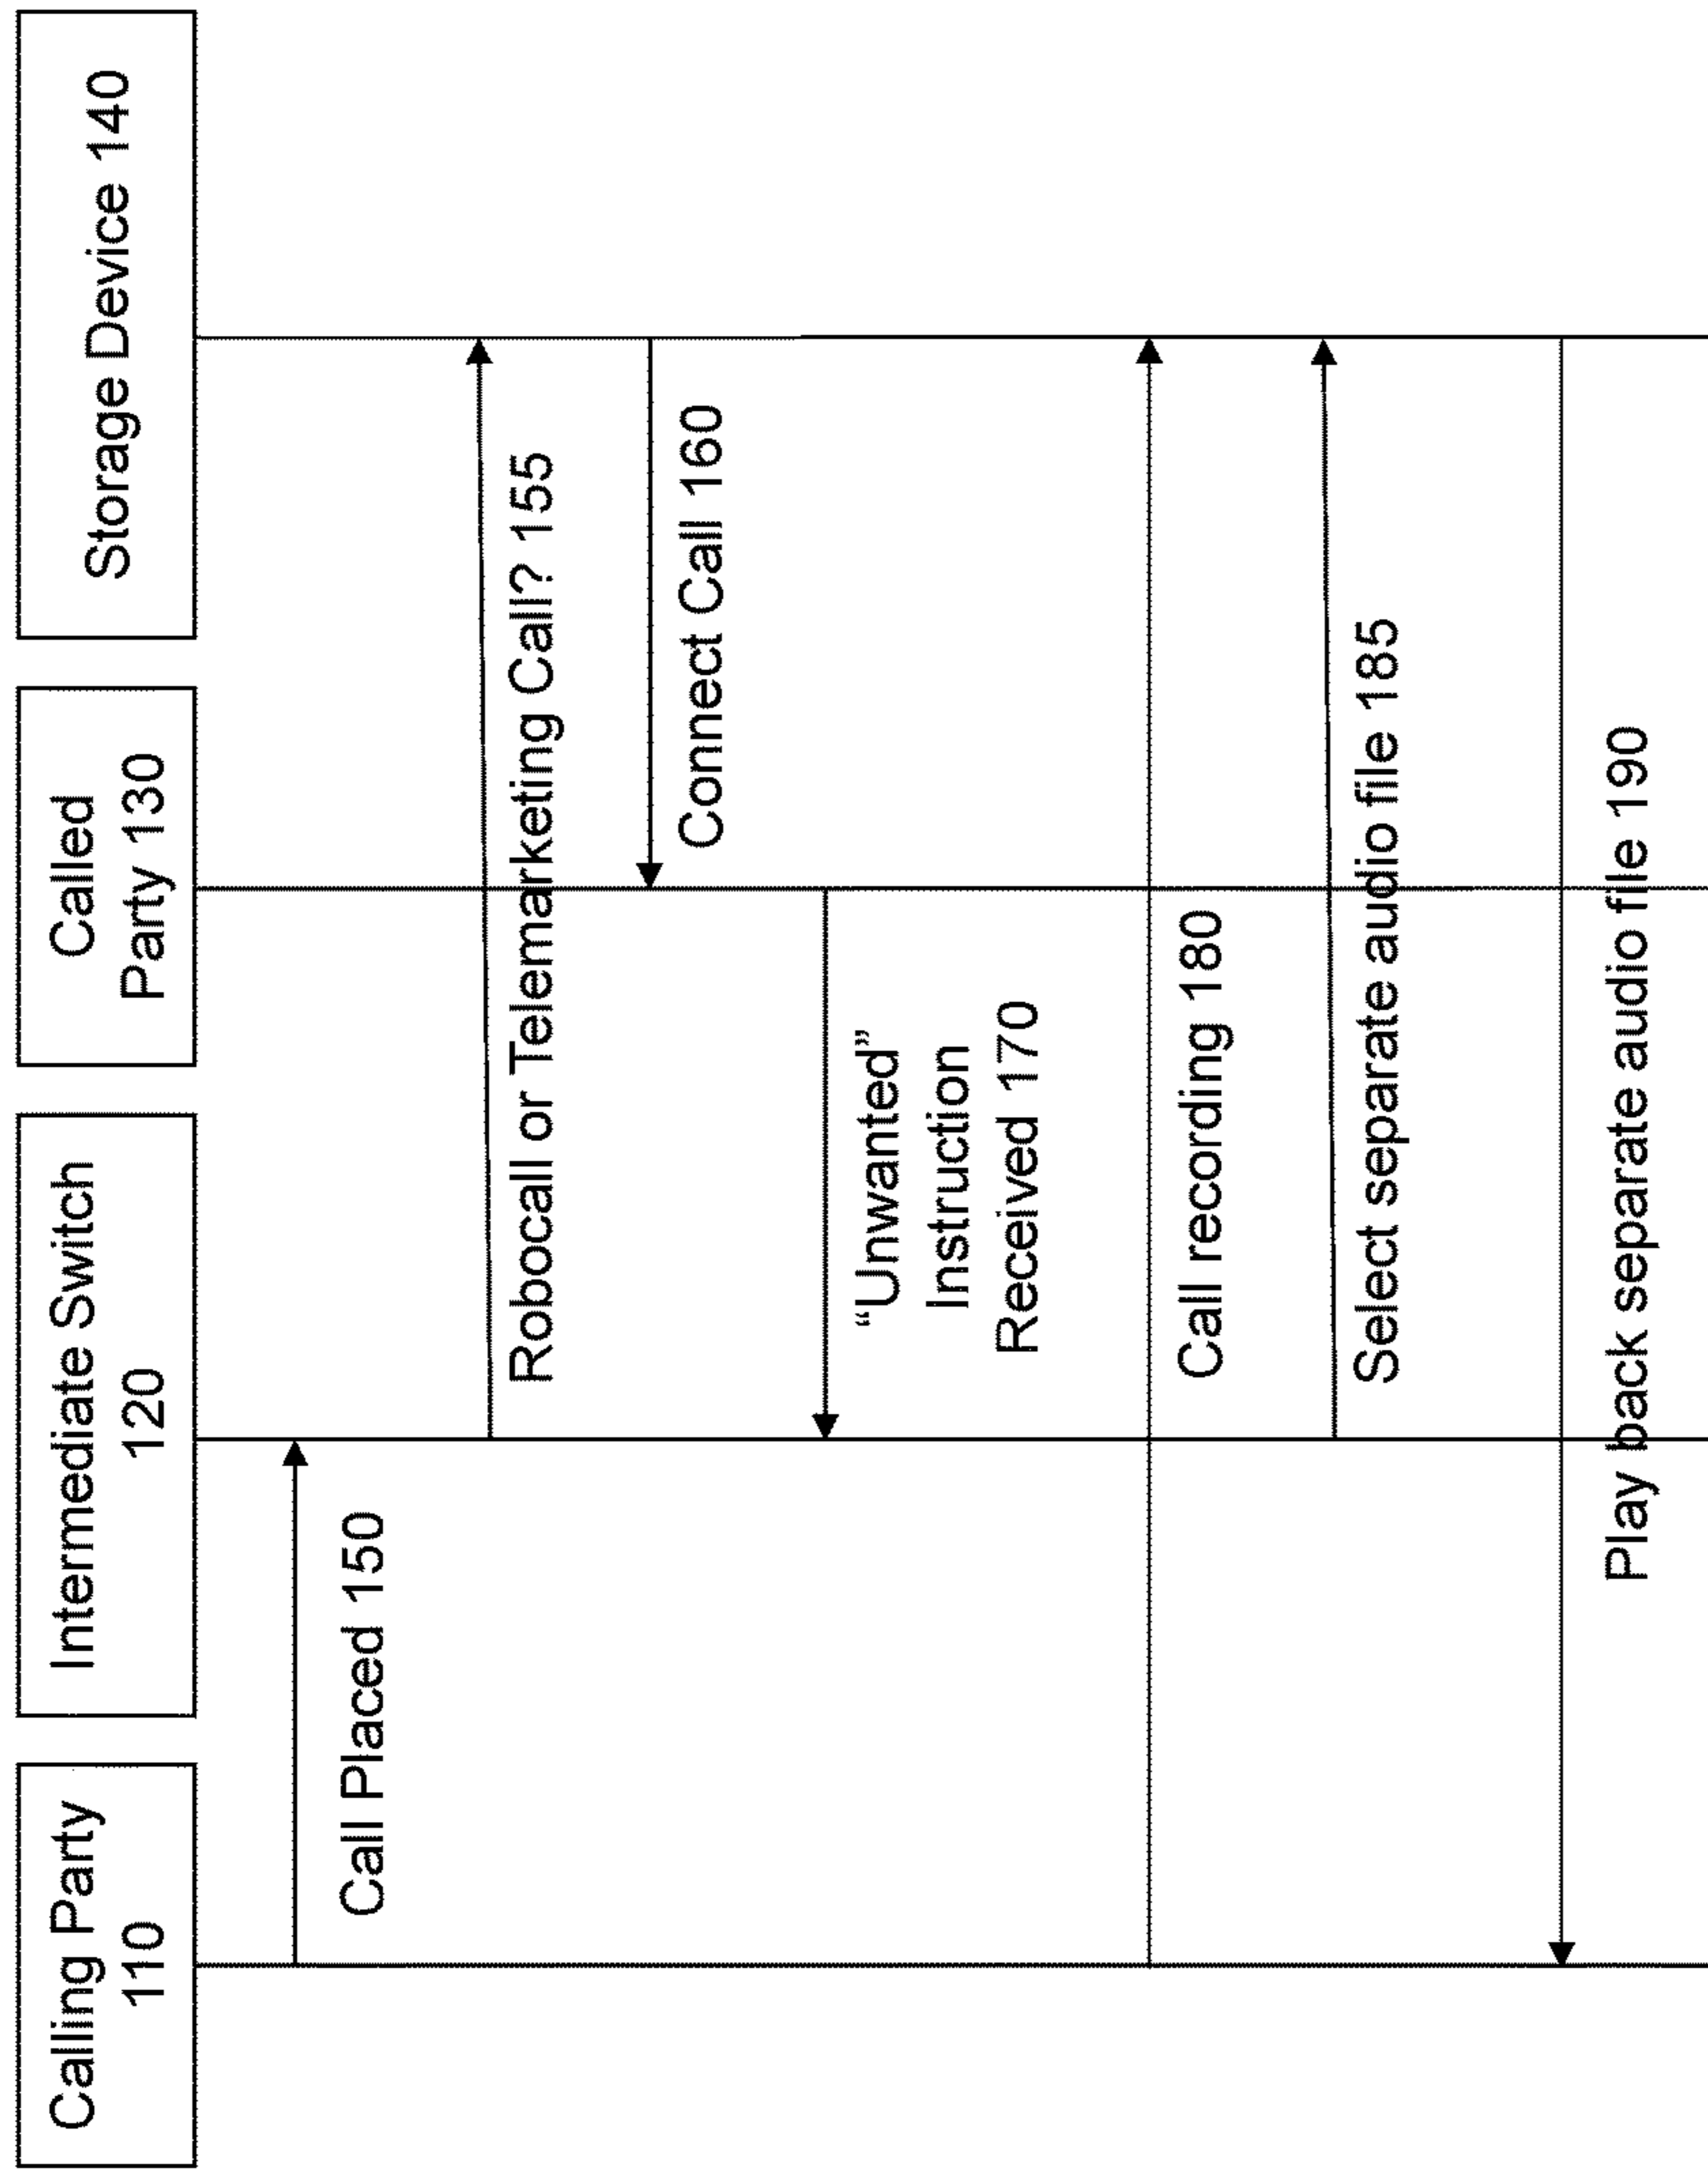 Calling Party
110
Intermediate Switch
120
Called
Party 130
Storage Device 140
Call Placed 150
Robocall or Telemarketing Call? 155
Connect Call 160
“Unwanted”
Instruction
Received 170
Call recording 180
Select separate audio file 185
Play back separate audio file 190